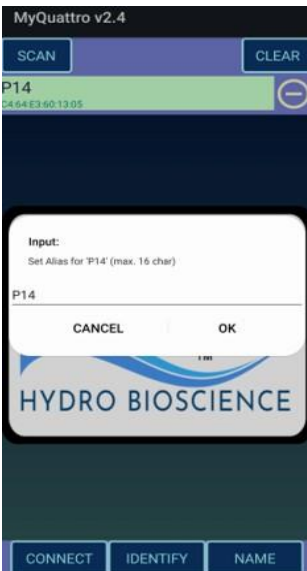 MyQuattro v2.4
SCAN
CLEAR
P14
C4:64:E3:60:13:05
Input:
Set Alias for 'P14' (max. 16 char)
P14
CANCEL
OK
TM
HYDRO BIOSCIENCE
CONNECT
IDENTIFY
NAME